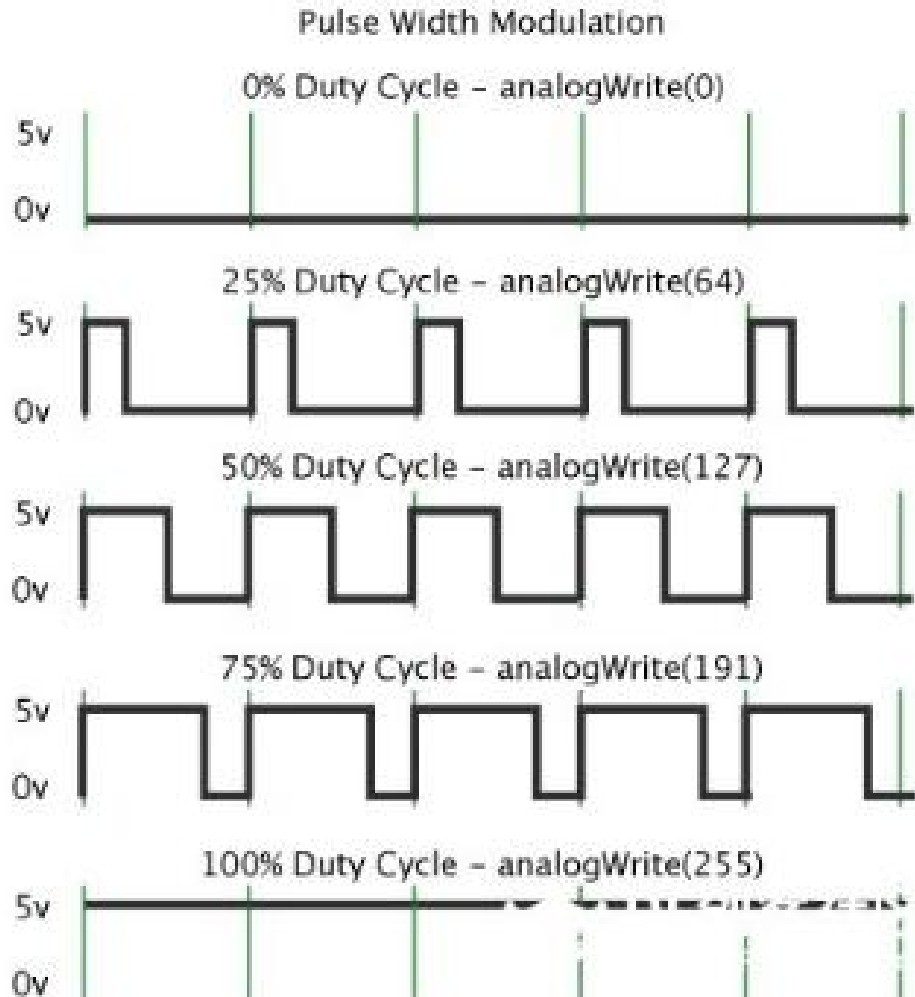 Pulse Width Modulation
0% Duty Cycle – analogWrite(0)
5v
0v
25% Duty Cycle – analogWrite(64)
5v
0v
50% Duty Cycle – analogWrite(127)
5v
0v
75% Duty Cycle – analogWrite(191)
5v
0v
100% Duty Cycle – analogWrite(255)
5v
0v